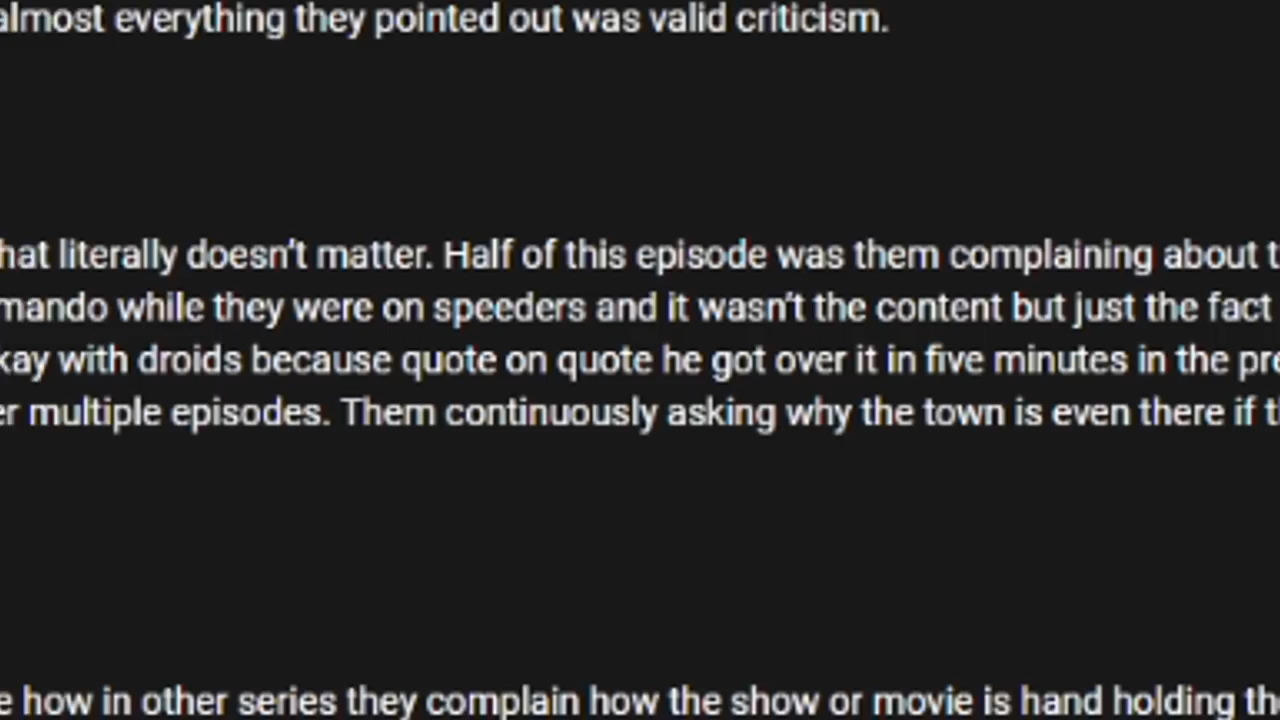 almost everything they pointed out was valid criticism.
hat literally doesn't matter. Half of this episode was them complaining about t
mando while they were on speeders and it wasn't the content but just the fact
kay with droids because quote on quote he got over it in five minutes in the pre
er multiple episodes. Them continuously asking why the town is even there if t
e how in other series they complain how the show or movie is hand holding th